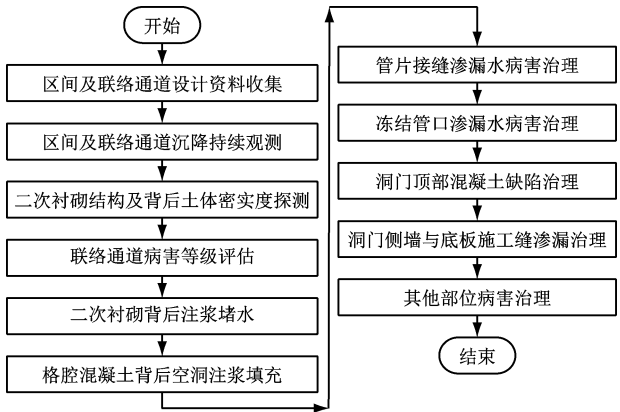 开始
区间及联络通道设计资料收集
区间及联络通道沉降持续观测
二次衬砌结构及背后土体密实度探测
联络通道病害等级评估
二次衬砌背后注浆堵水
格腔混凝土背后空洞注浆填充
管片接缝渗漏水病害治理
冻结管口渗漏水病害治理
洞门顶部混凝土缺陷治理
洞门侧墙与底板施工缝渗漏治理
其他部位病害治理
结束